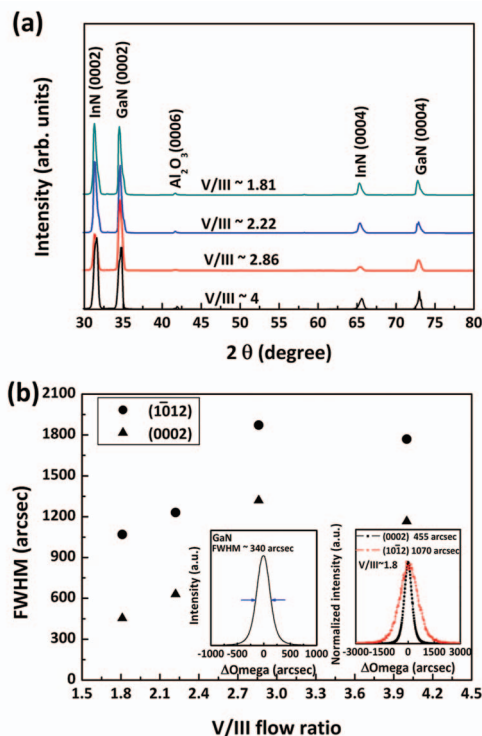 (a)
Intensity (arb. units)
InN (0002)
GaN (0002)
Al2O3(0006)
InN (0004)
GaN (0004)
V/III ~ 1.81
V/III ~ 2.22
V/III ~ 2.86
V/III ~ 4
30 35 40 45 50 55 60 65 70 75 80
2 θ (degree)
(b)
FWHM (arcsec)
2100
1800
1500
1200
900
600
300
0
(1̅012)
(0002)
GaN
FWHM ~ 340 arcsec
Intensity (a.u.)
-1000 -500 0 500 1000
ΔOmega (arcsec)
(0002) 455 arcsec
(101̅2) 1070 arcsec
V/III~1.8
Normalized intensity (a.u.)
-3000 -1500 0 1500 3000
ΔOmega (arcsec)
1.5 1.8 2.1 2.4 2.7 3.0 3.3 3.6 3.9 4.2 4.5
V/III flow ratio